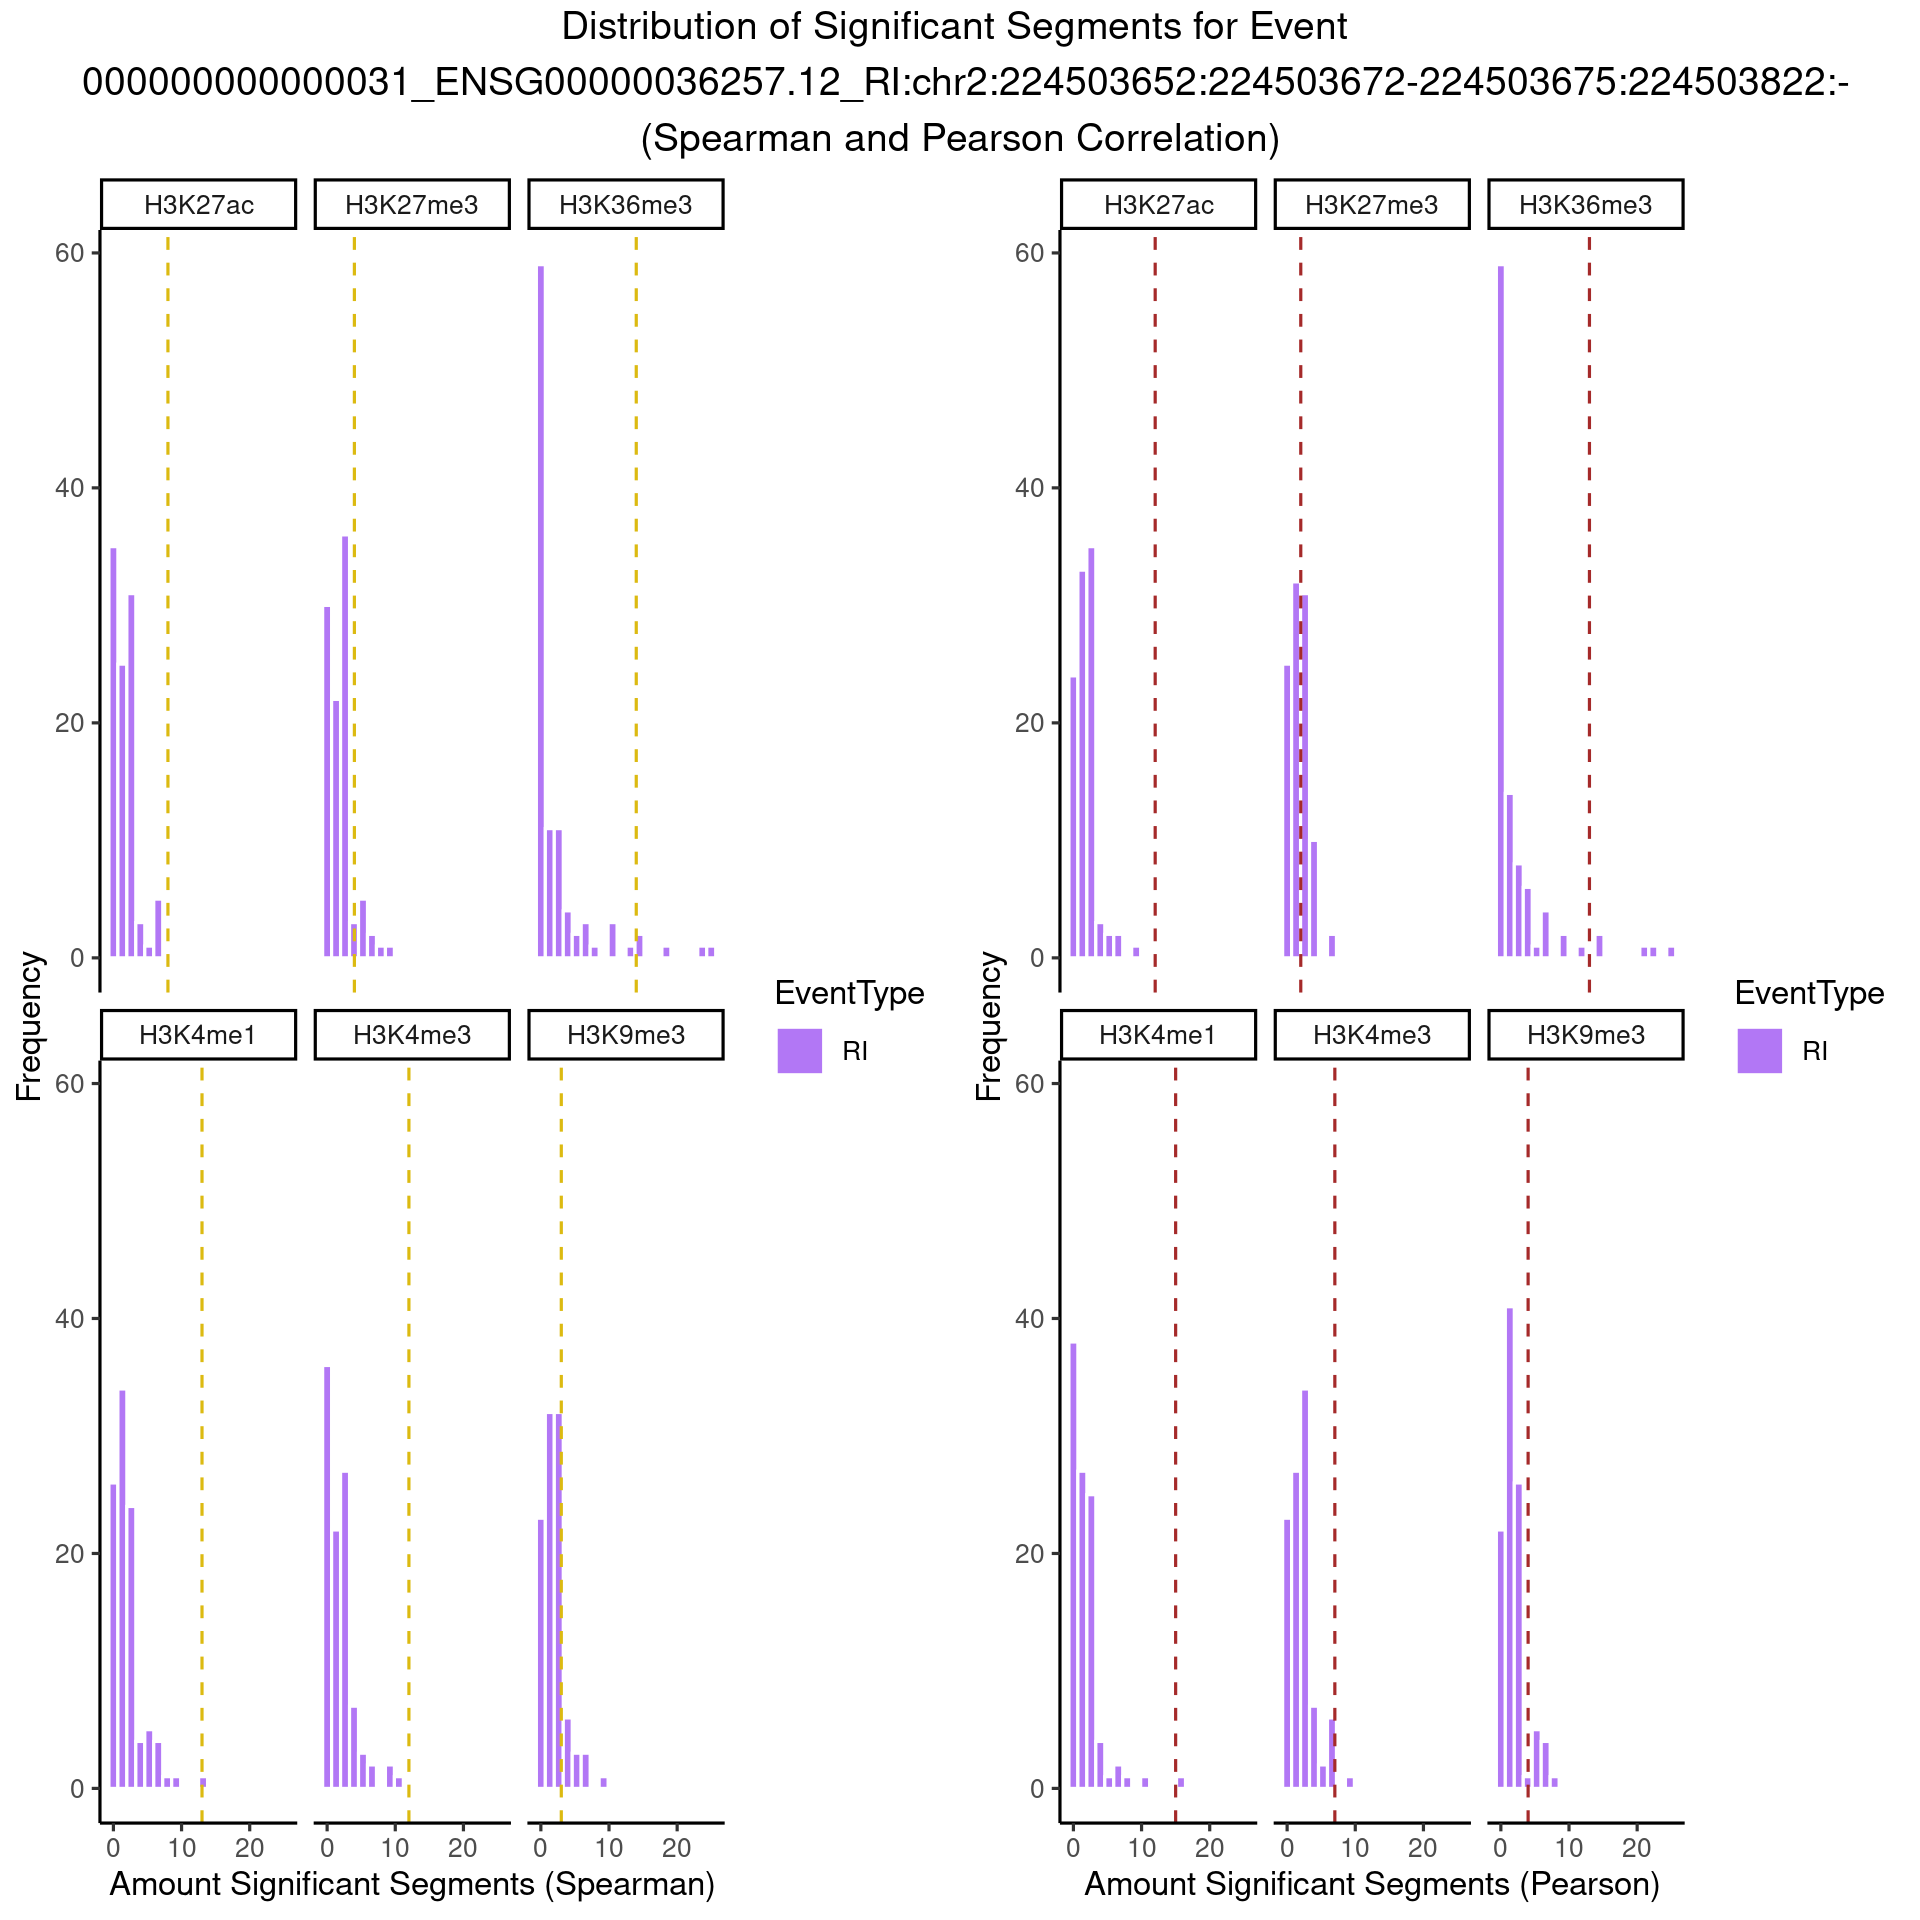 Distribution of Significant Segments for Event
000000000000031_ENSG00000036257.12_RI:chr2:224503652:224503672-224503675:224503822:-
(Spearman and Pearson Correlation)
H3K27ac H3K27me3 H3K36me3
60
40
20
0
H3K4me1 H3K4me3 H3K9me3
60
40
20
0
0 10 20 0 10 20 0 10 20
Frequency
Amount Significant Segments (Spearman)
EventType
RI
H3K27ac H3K27me3 H3K36me3
60
40
20
0
H3K4me1 H3K4me3 H3K9me3
60
40
20
0
0 10 20 0 10 20 0 10 20
Frequency
Amount Significant Segments (Pearson)
EventType
RI